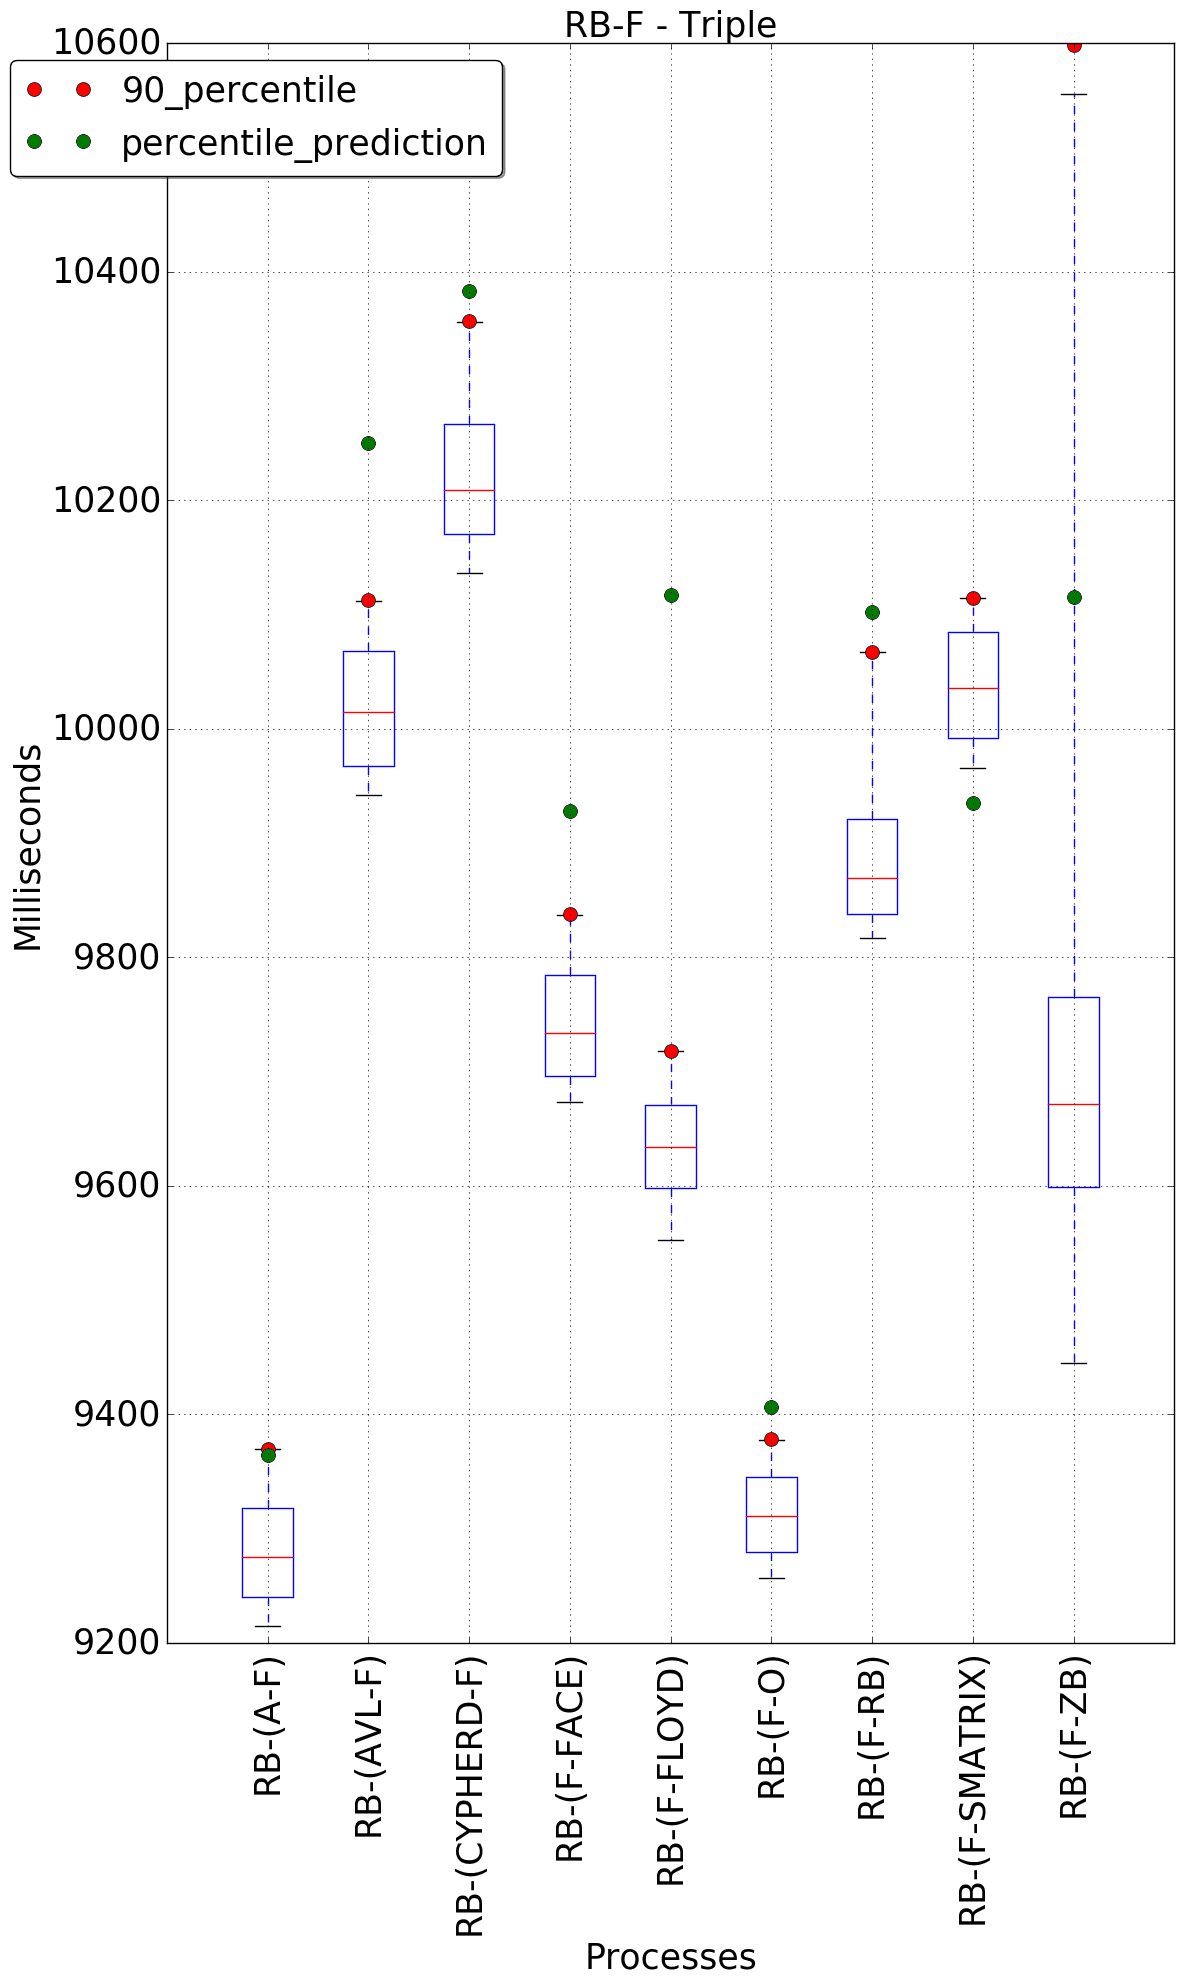 RB-F - Triple
90_percentile
percentile_prediction
10600
10400
10200
10000
9800
9600
9400
9200
Milliseconds
RB-(A-F)
RB-(AVL-F)
RB-(CYPHERD-F)
RB-(F-FACE)
RB-(F-FLOYD)
RB-(F-O)
RB-(F-RB)
RB-(F-SMATRIX)
RB-(F-ZB)
Processes